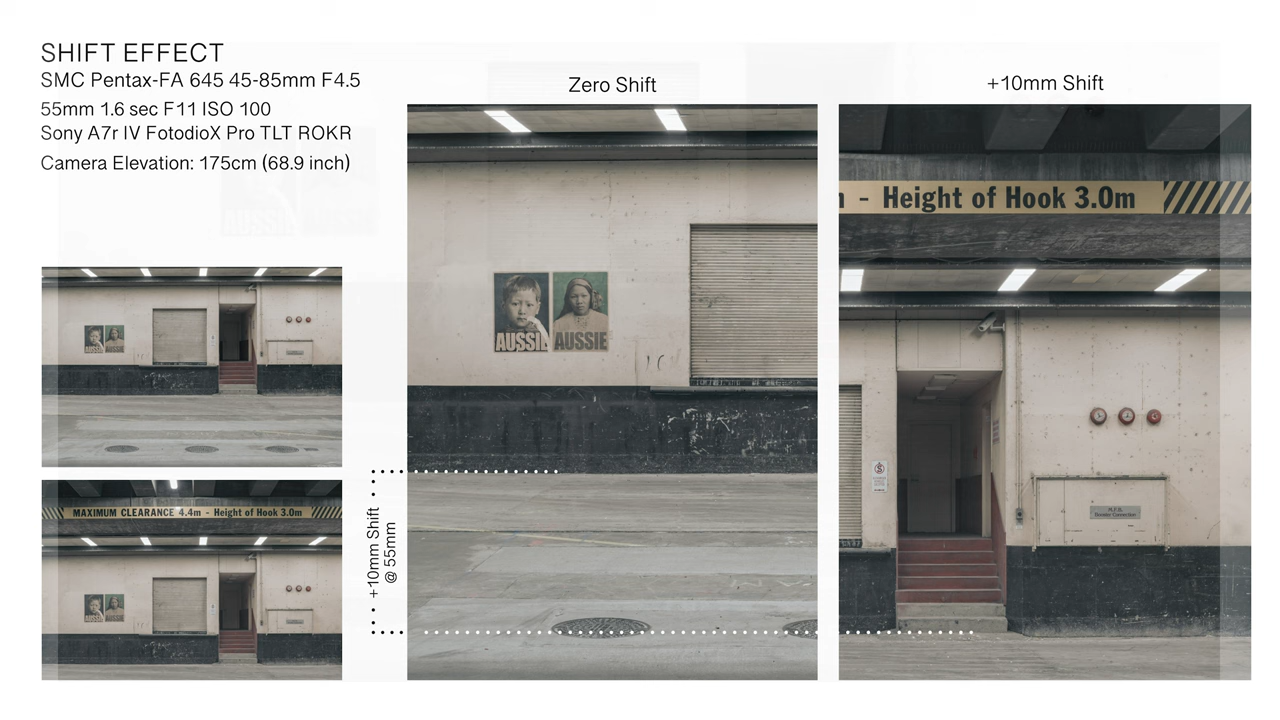 SHIFT EFFECT
SMC Pentax-FA 645 45-85mm F4.5
55mm 1.6 sec F11 ISO 100
Sony A7r IV FotodioX Pro TLT ROKR
Camera Elevation: 175cm (68.9 inch)
Zero Shift
+10mm Shift
AUSSIE AUSSIE
- Height of Hook 3.0m
MAXIMUM CLEARANCE 4.4m - Height of Hook 3.0m
+10mm Shift
@ 55mm
M.F.B.
Booster Connection